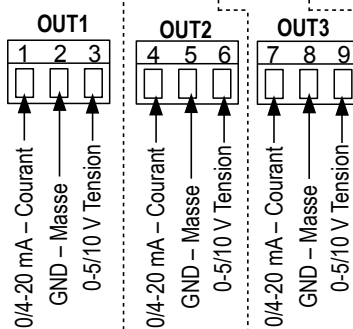 OUT1
1 2 3
0/4-20 mA – Courant
GND – Masse
0-5/10 V Tension
OUT2
4 5 6
0/4-20 mA – Courant
GND – Masse
0-5/10 V Tension
OUT3
7 8 9
0/4-20 mA – Courant
GND – Masse
0-5/10 V Tension